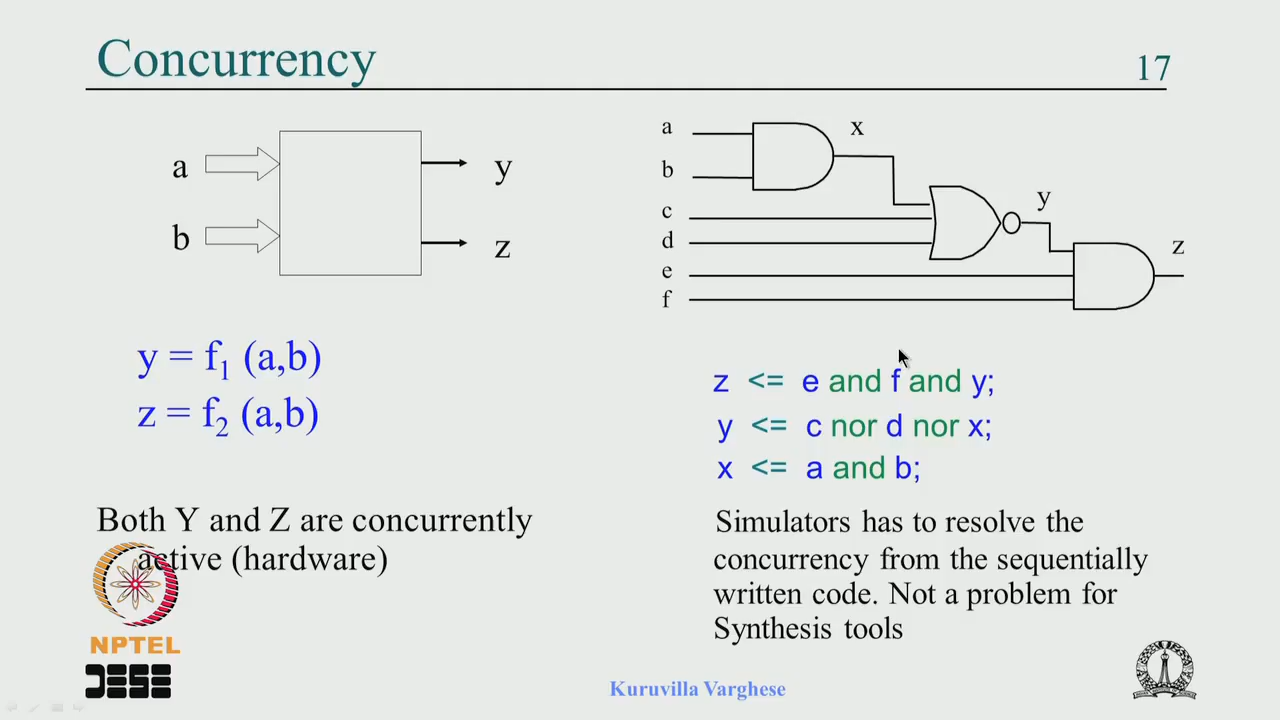 Concurrency
17
a
b
y
z
a
b
c
d
e
f
x
y
z
y = f1 (a,b)
z = f2 (a,b)
z <= e and f and y;
y <= c nor d nor x;
x <= a and b;
Both Y and Z are concurrently
active (hardware)
Simulators has to resolve the
concurrency from the sequentially
written code. Not a problem for
Synthesis tools
NPTEL
DESE
Kuruvilla Varghese